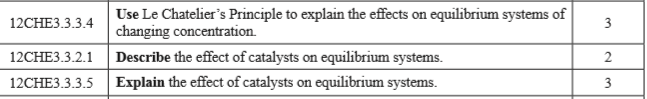 12CHE3.3.3.4 Use Le Chatelier's Principle to explain the effects on equilibrium systems of 3
changing concentration.
12CHE3.3.2.1 Describe the effect of catalysts on equilibrium systems. 2
12CHE3.3.3.5 Explain the effect of catalysts on equilibrium systems. 3